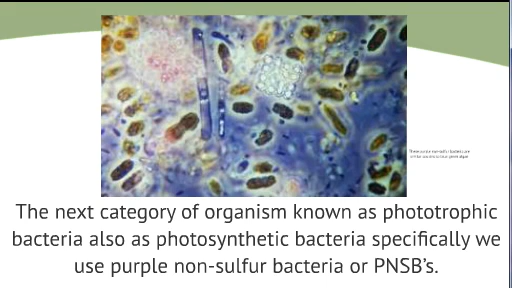 The next category of organism known as phototrophic
bacteria also as photosynthetic bacteria specifically we
use purple non-sulfur bacteria or PNSB's.